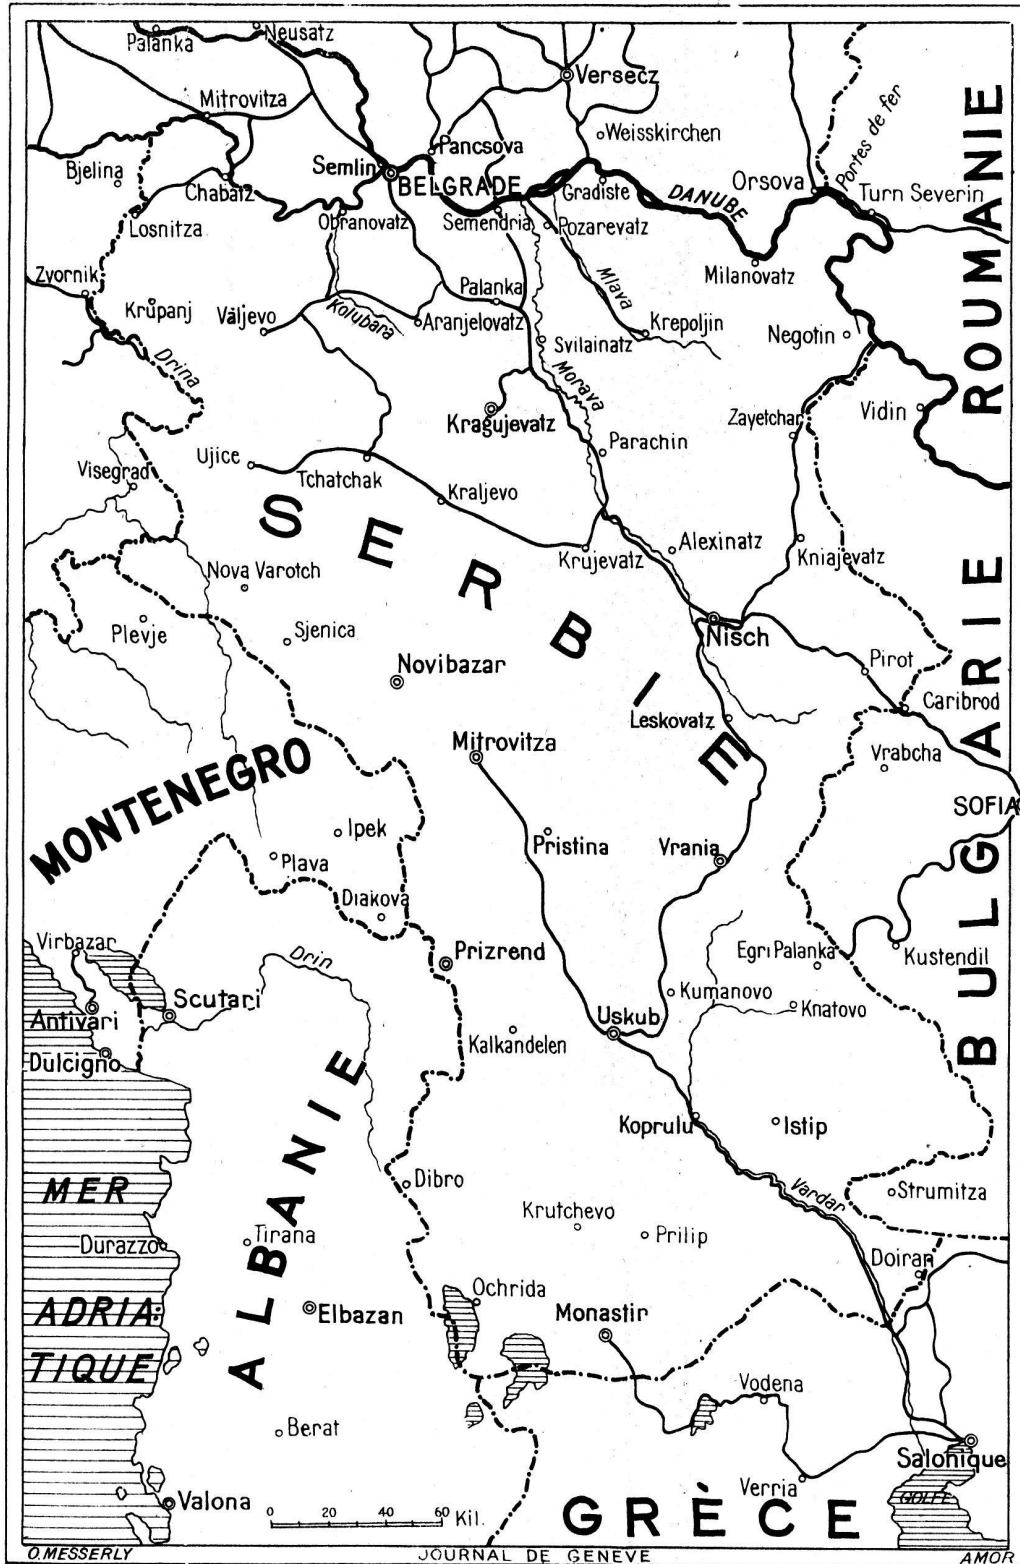 Palanka
Neusatz
Versecz
Mitrovitza
Weisskirchen
Pancsova
Portes de fer
Bjelina
Semlin
BELGRADE
Gradiste
Orsova
Turn Severin
Chabatz
DANUBE
Losnitza
Obranovatz
Semendria
Pozarevatz
ROUMANIE
Zvornik
Milanovatz
Krupanj
Palanka
Mlava
Väljevo
Kolubara
Aranjelovatz
Krepoljin
Negotin
Svilainatz
Drina
Morava
Kragujevatz
Zayetchar
Vidin
Parachin
Ujice
Tchatchak
Visegrad
Kraljevo
SERBIE
Krujevatz
Alexinatz
Kniajevatz
Nova Varotch
Plevje
Sjenica
Nisch
Novibazar
Pirot
Caribrod
Leskovatz
Mitrovitza
Vrabcha
MONTENEGRO
SOFIA
BULGARIE
Ipek
Pristina
Vrania
Plava
Diakova
Virbazar
Drin
Prizrend
Egri Palanka
Kustendil
Scutari
Kumanovo
Knatovo
Antivari
Uskub
Kalkandelen
Dulcigno
Koprulu
Istip
ALBANIE
Dibro
Vardar
Strumitza
MER
Krutchevo
Prilip
Durazzo
Tirana
Doiran
Ochrida
ADRIA-
Elbazan
Monastir
TIQUE
Vodena
Berat
Salonique
Verria
Valona
GOLFE
0 20 40 60 Kil.
GRÈCE
O. MESSERLY
JOURNAL DE GENEVE
AMOR